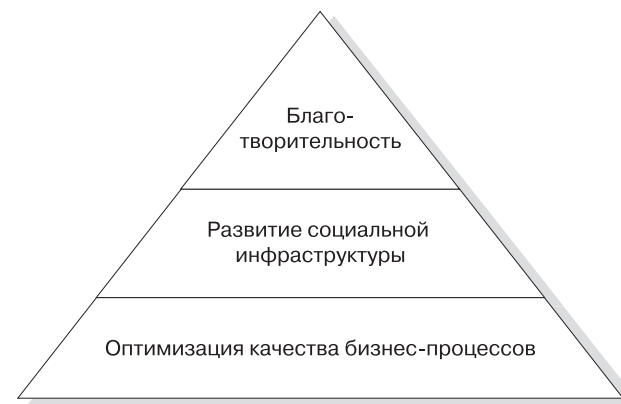 Благо-
творительность
Развитие социальной
инфраструктуры
Оптимизация качества бизнес-процессов